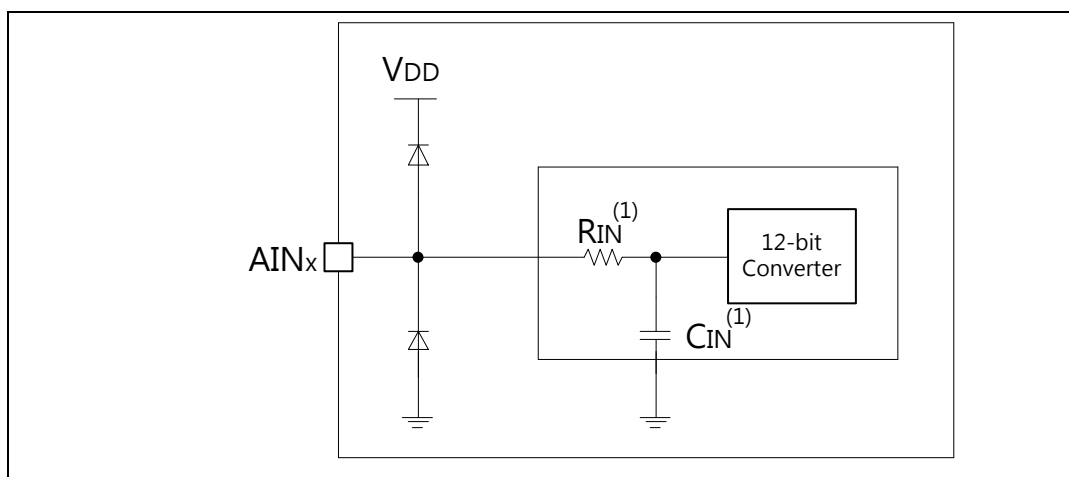 VDD
RIN(1)
12-bit
Converter
AINx
CIN(1)